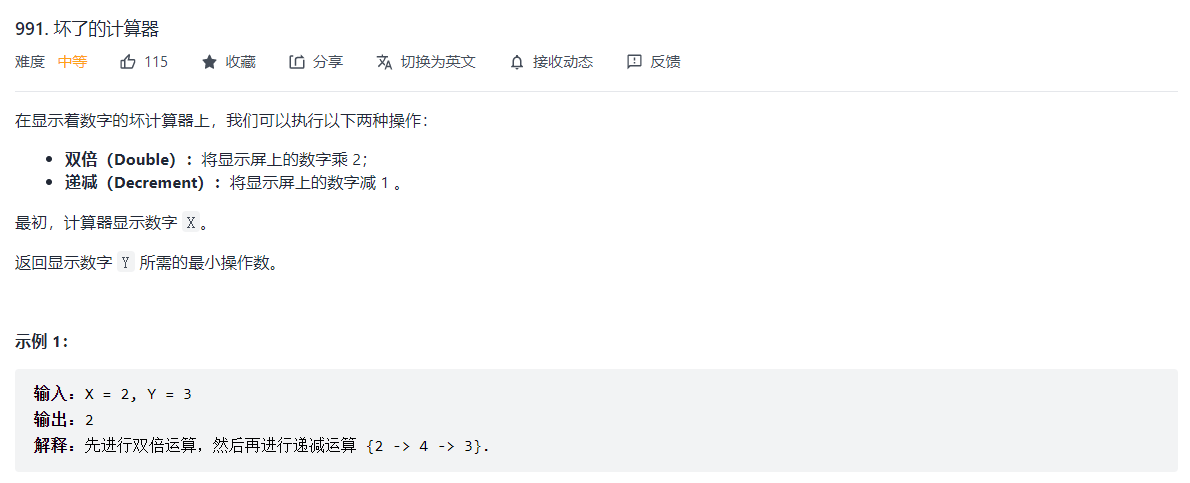 991. 坏了的计算器
难度 中等 115 收藏 分享 切换为英文 接收动态 反馈
在显示着数字的坏计算器上，我们可以执行以下两种操作：
• 双倍（Double）：将显示屏上的数字乘 2；
• 递减（Decrement）：将显示屏上的数字减 1 。
最初，计算器显示数字 X。
返回显示数字 Y 所需的最小操作数。
示例 1：
输入：X = 2, Y = 3
输出：2
解释：先进行双倍运算，然后再进行递减运算 {2 -> 4 -> 3}.